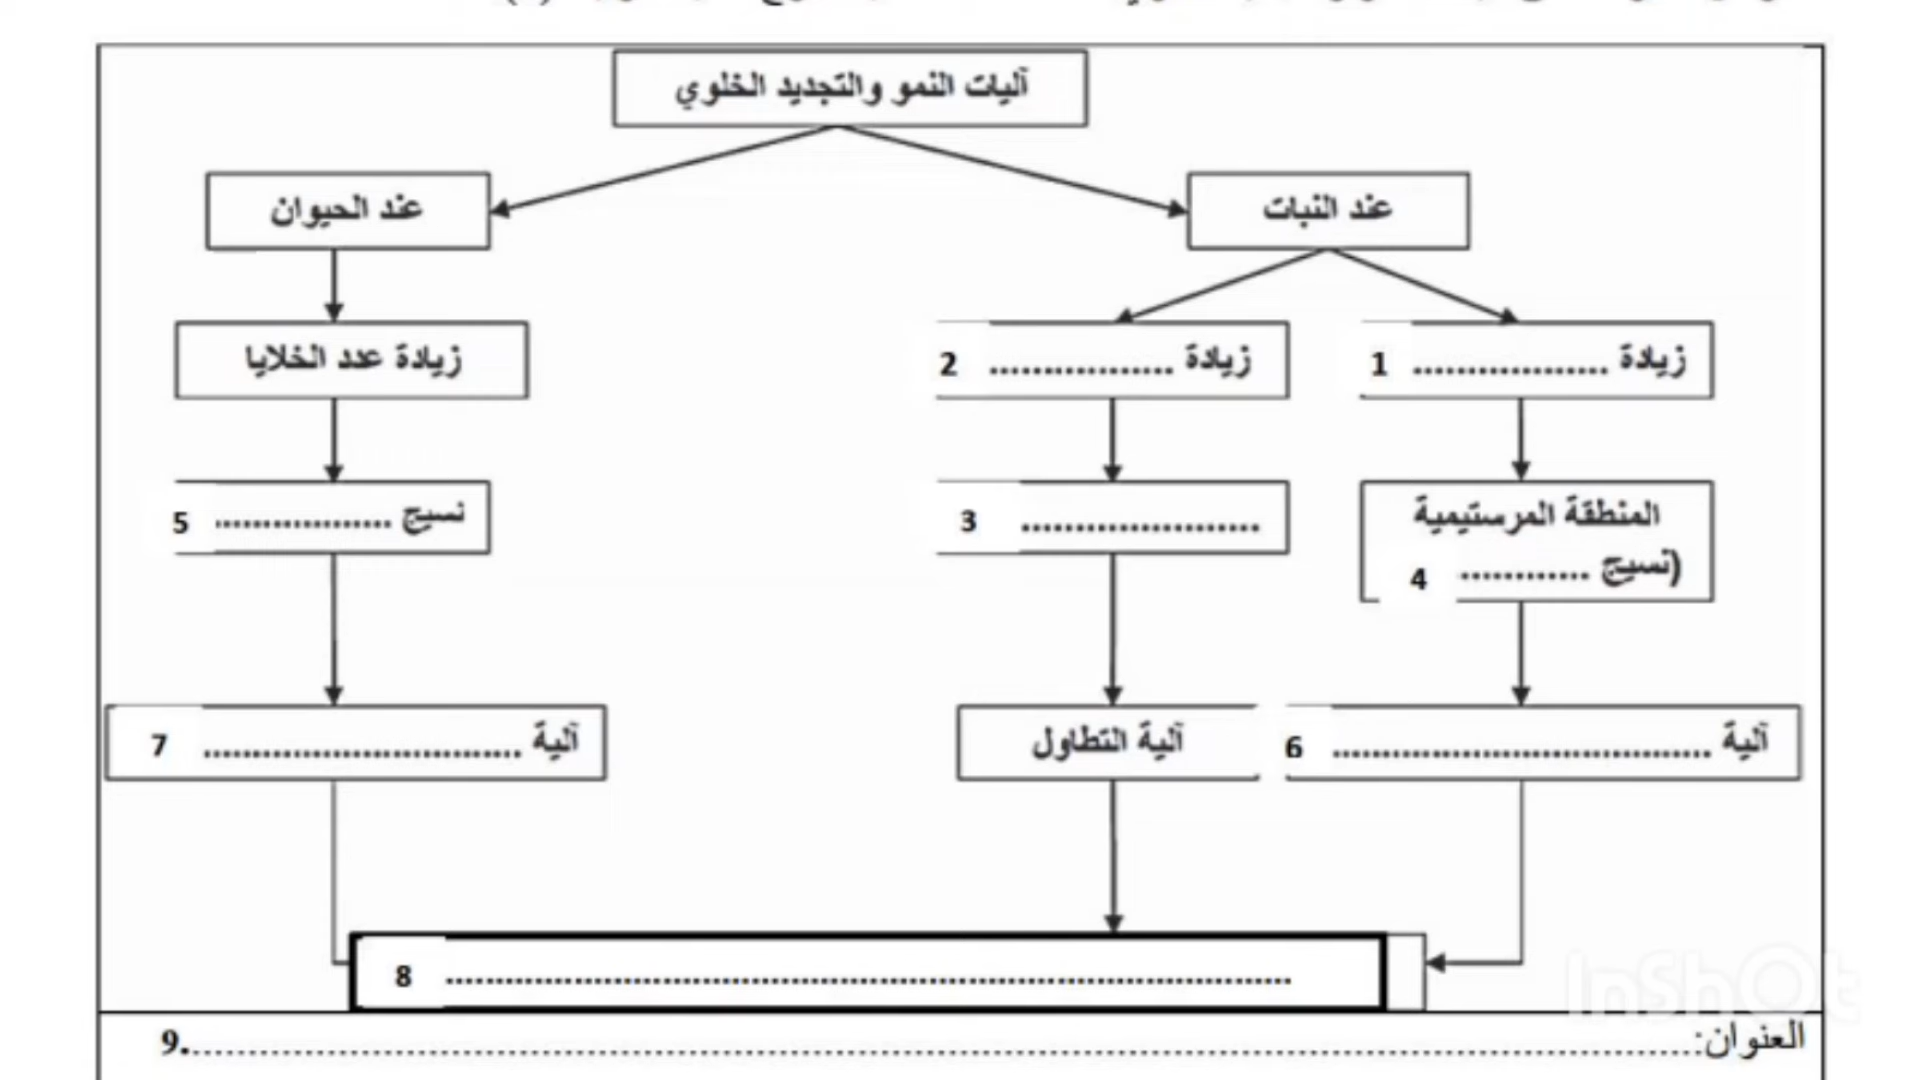 آليات النمو والتجديد الخلوي
عند النبات
عند الحيوان
زيادة .................. 1
زيادة ................. 2
زيادة عدد الخلايا
المنطقة المرستيمية
(نسيج ............ 4
...................... 3
نسيج ................. 5
آلية ................................... 6
آلية التطاول
آلية .............................. 7
8 ................................................................................
العنوان:....................................................................................9
InShOt